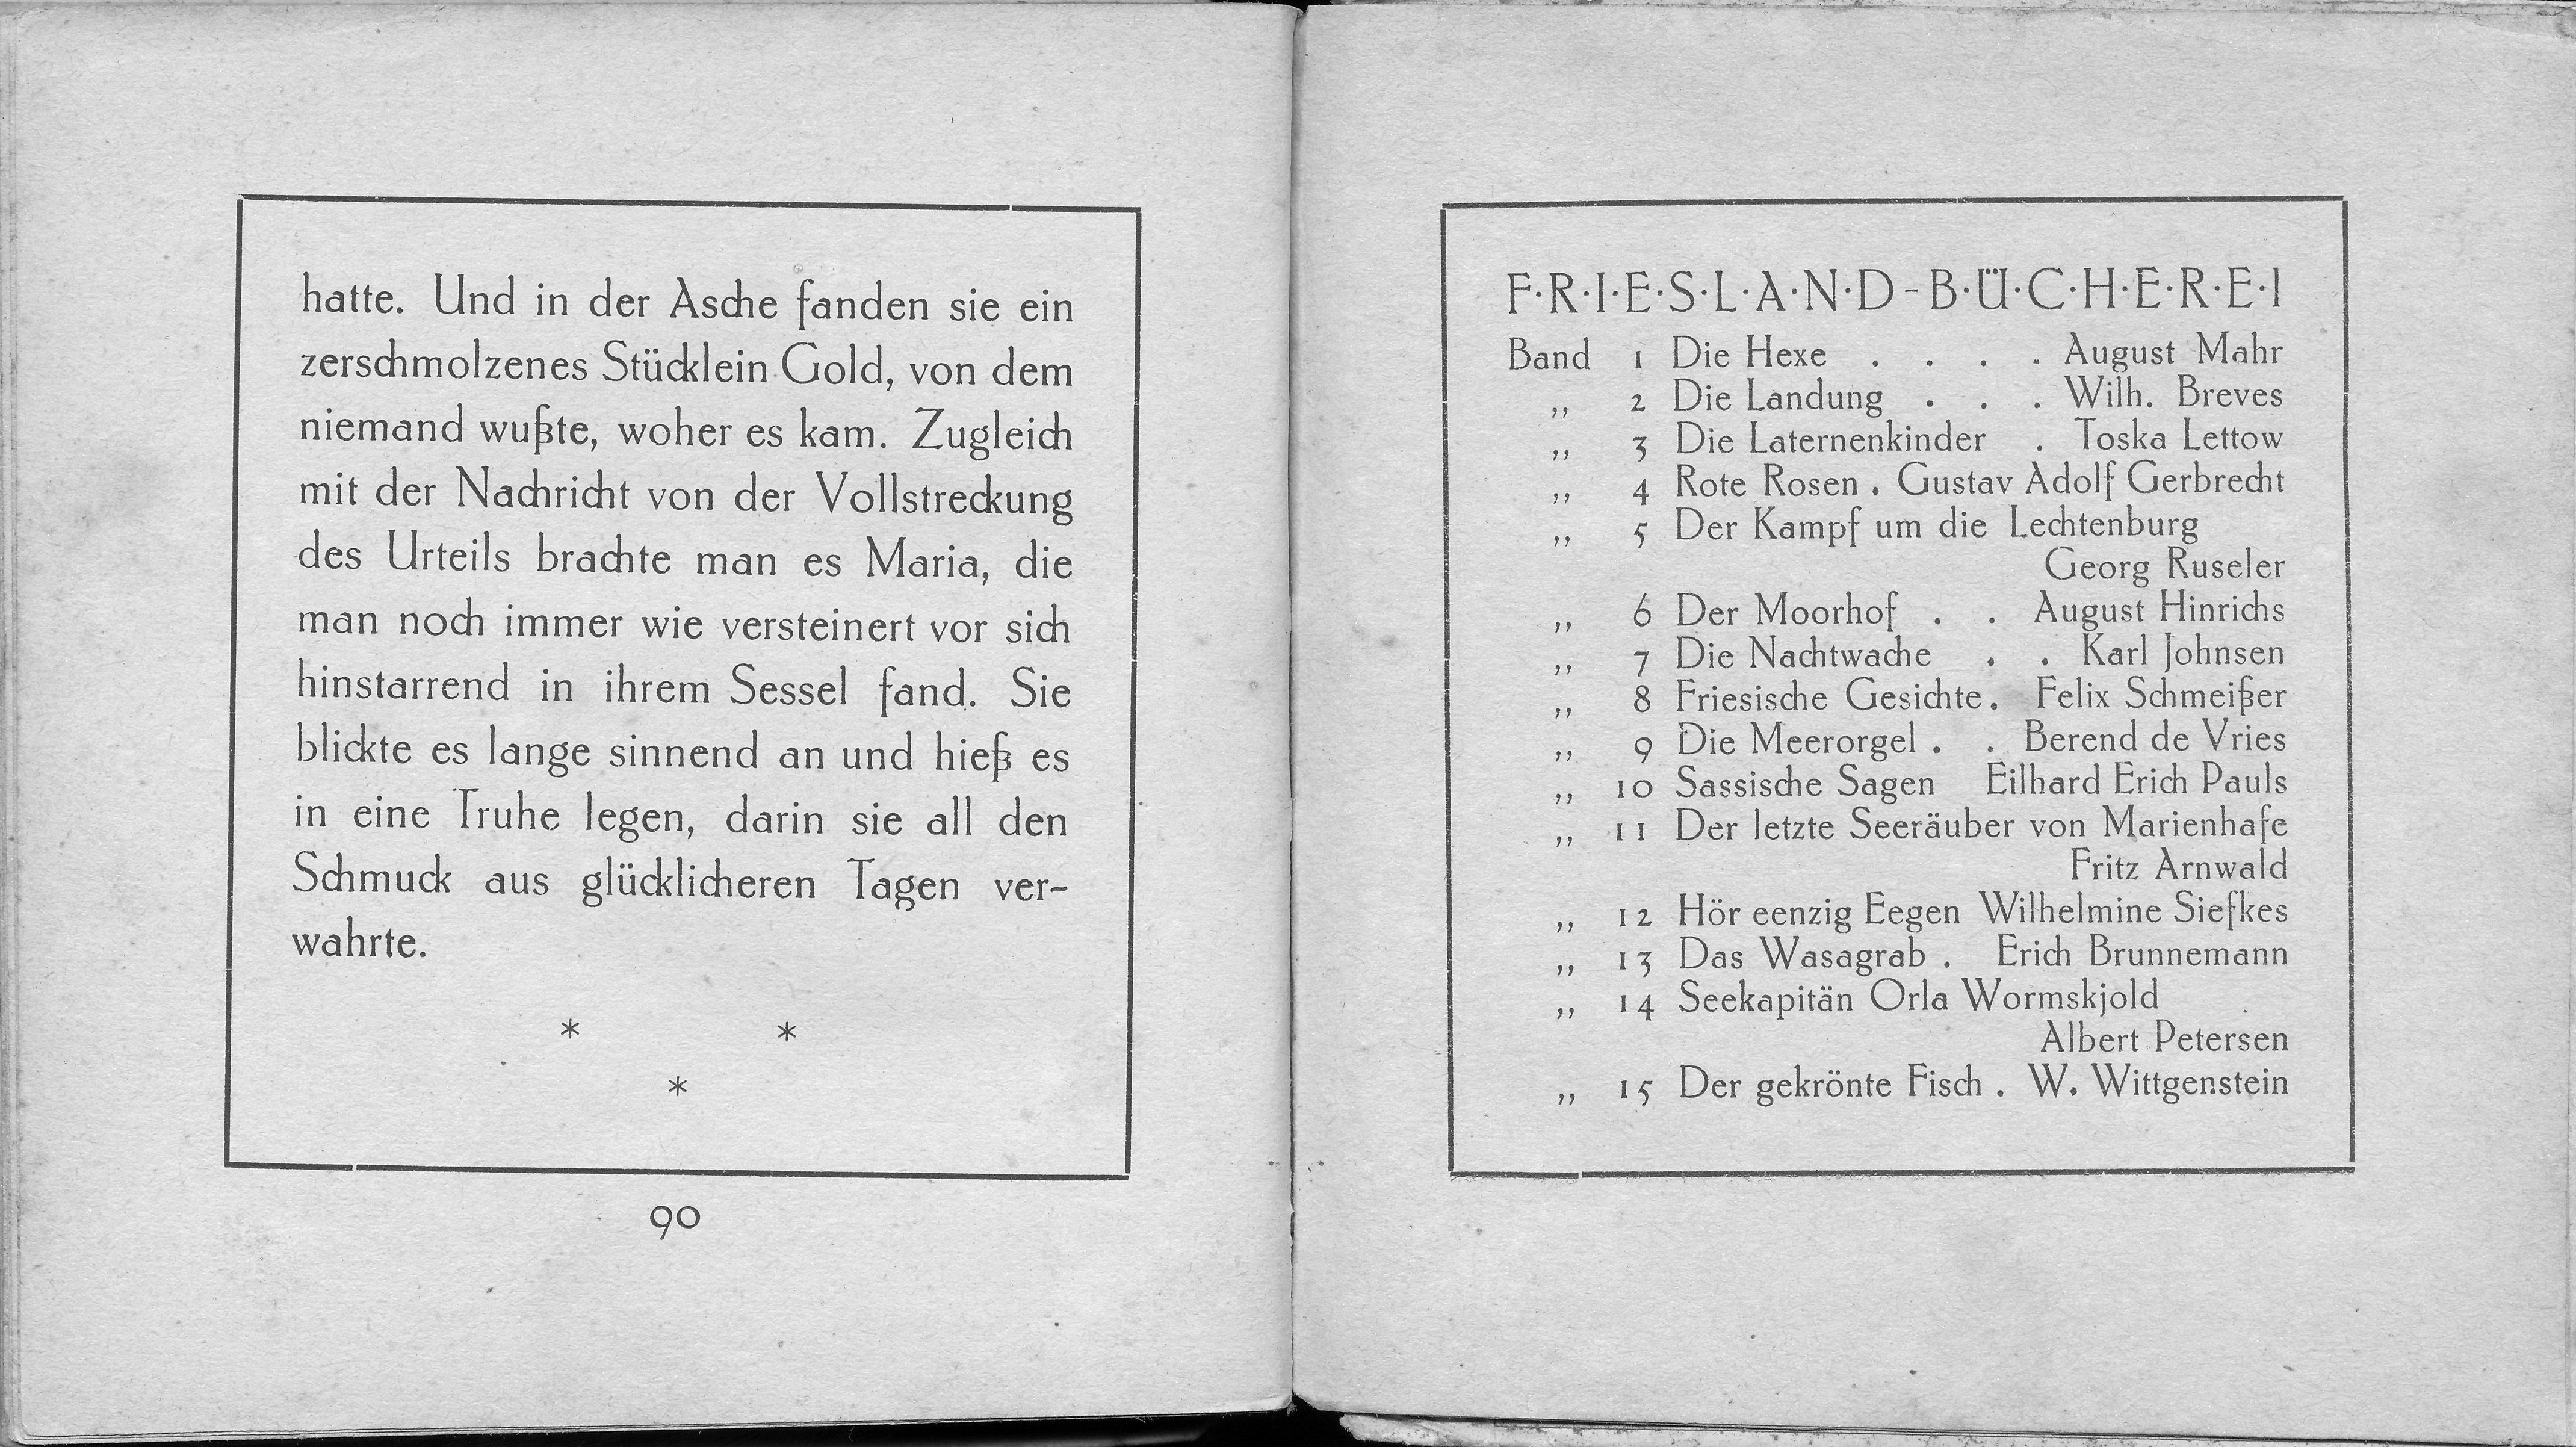 hatte. Und in der Asche fanden sie ein
zerschmolzenes Stücklein Gold, von dem
niemand wußte, woher es kam. Zugleich
mit der Nachricht von der Vollstreckung
des Urteils brachte man es Maria, die
man noch immer wie versteinert vor sich
hinstarrend in ihrem Sessel fand. Sie
blickte es lange sinnend an und hieß es
in eine Truhe legen, darin sie all den
Schmuck aus glücklicheren Tagen ver-
wahrte.
* *
*
90
F·R·I·E·S·L·A·N·D-B·Ü·C·H·E·R·E·I
Band 1 Die Hexe . . . . August Mahr
„ 2 Die Landung . . . Wilh. Breves
„ 3 Die Laternenkinder . Toska Lettow
„ 4 Rote Rosen . Gustav Adolf Gerbrecht
„ 5 Der Kampf um die Lechtenburg
Georg Ruseler
„ 6 Der Moorhof . . August Hinrichs
„ 7 Die Nachtwache . . Karl Johnsen
„ 8 Friesische Gesichte . Felix Schmeißer
„ 9 Die Meerorgel . . Berend de Vries
„ 10 Sassische Sagen Eilhard Erich Pauls
„ 11 Der letzte Seeräuber von Marienhafe
Fritz Arnwald
„ 12 Hör eenzig Eegen Wilhelmine Siefkes
„ 13 Das Wasagrab . Erich Brunnemann
„ 14 Seekapitän Orla Wormskjold
Albert Petersen
„ 15 Der gekrönte Fisch . W. Wittgenstein